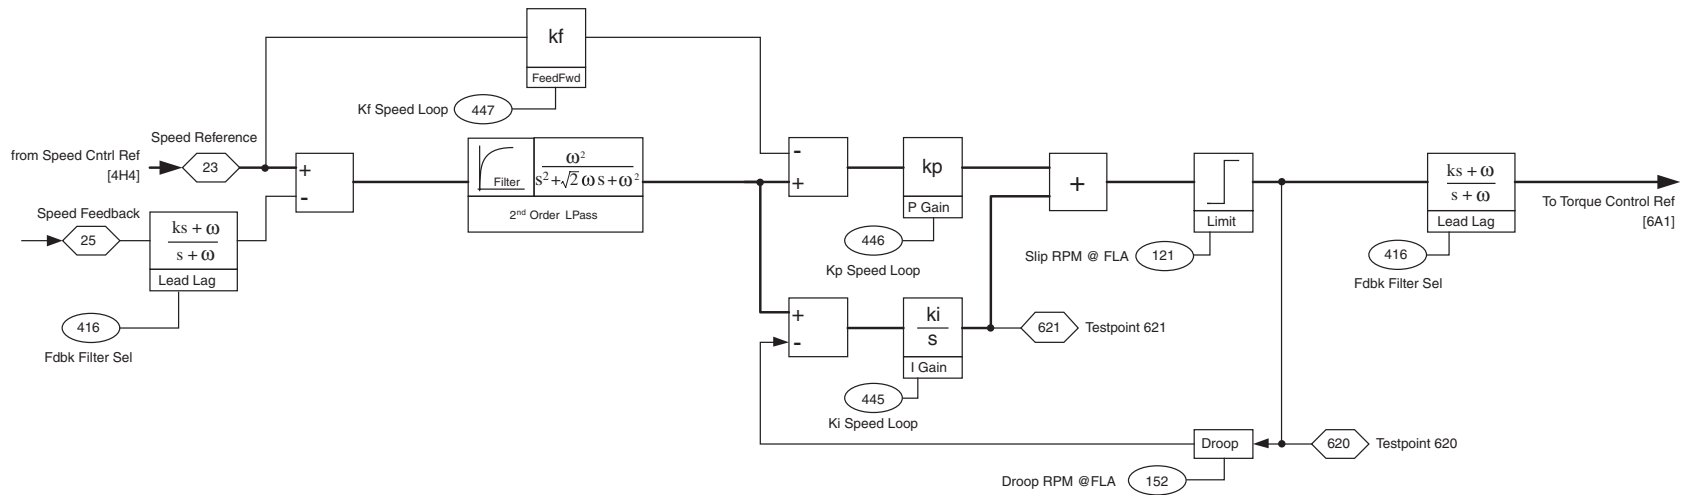 kf
FeedFwd
Kf Speed Loop
447
Speed Reference
from Speed Cntrl Ref
[4H4]
23
+
-
Filter
ω²
s²+√2 ωs+ω²
2nd Order LPass
-
+
kp
P Gain
446
Kp Speed Loop
+
Limit
Slip RPM @ FLA
121
ks + ω
s + ω
Lead Lag
416
Fdbk Filter Sel
To Torque Control Ref
[6A1]
Speed Feedback
25
ks + ω
s + ω
Lead Lag
416
Fdbk Filter Sel
+
-
ki
s
I Gain
445
Ki Speed Loop
621
Testpoint 621
Droop
620
Testpoint 620
Droop RPM @FLA
152